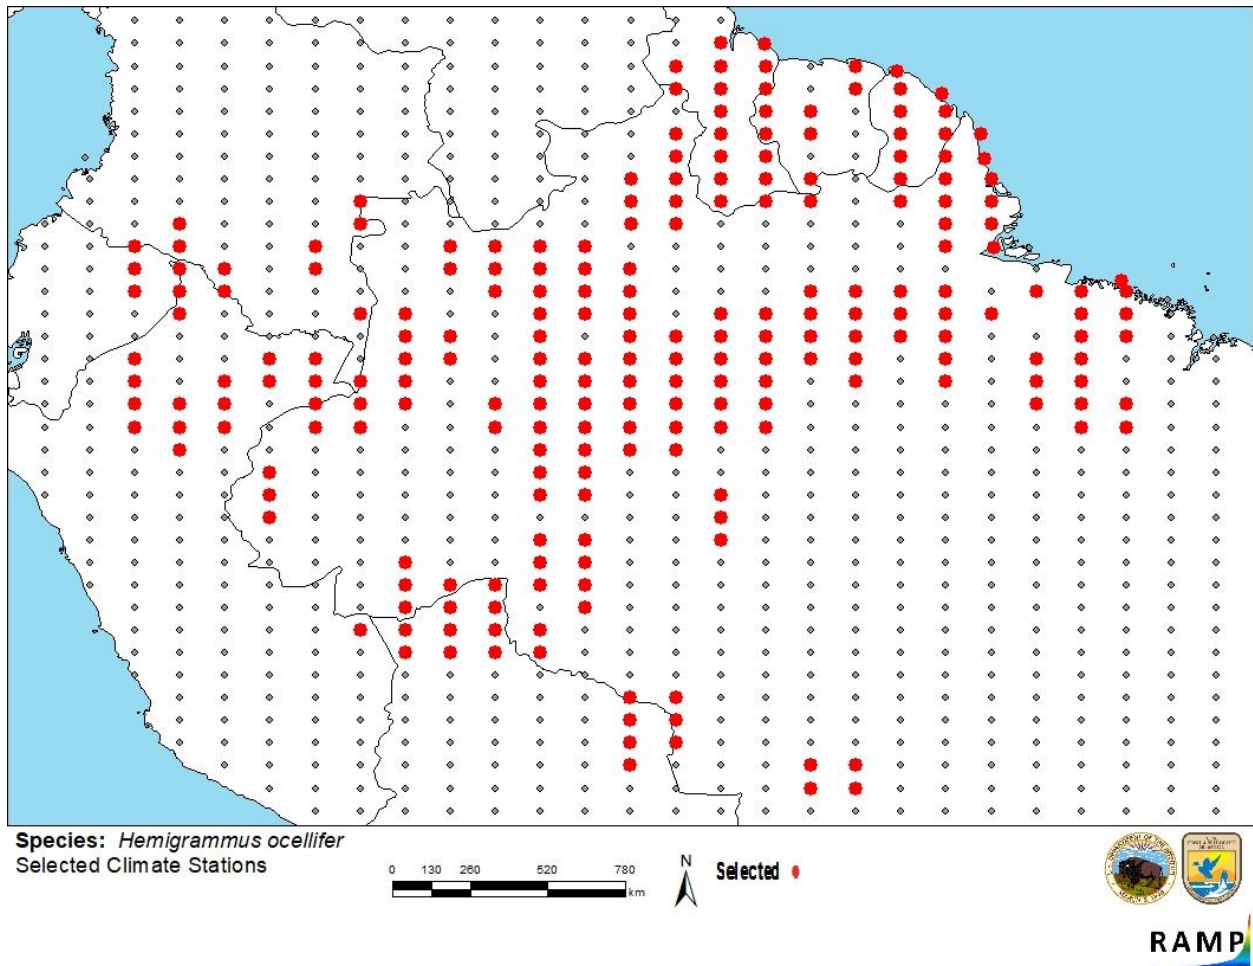 Species: Hemigrammus ocellifer
Selected Climate Stations
0 130 260 520 780
km
N
Selected
RAMP